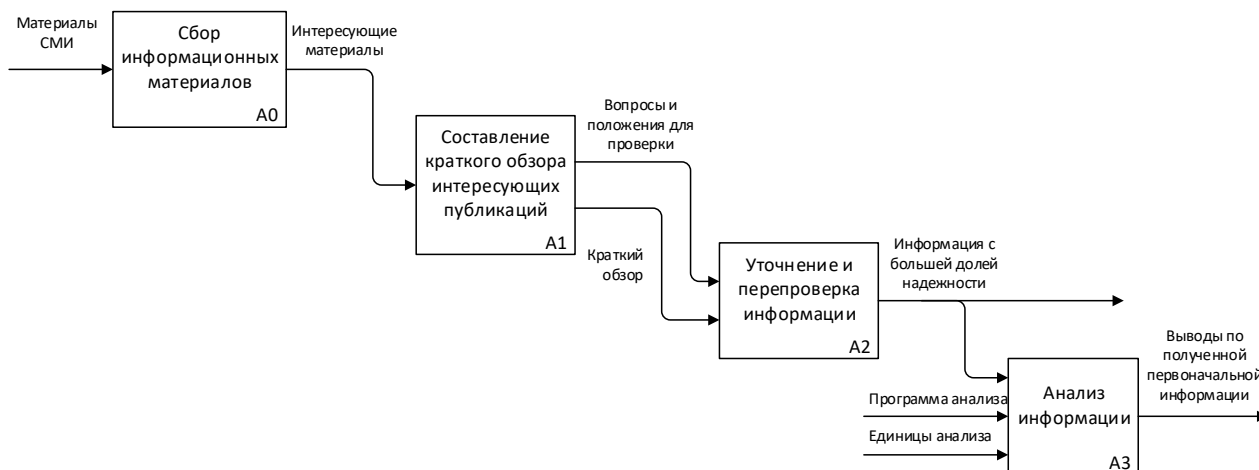 Материалы
СМИ
Сбор
информационных
материалов
A0
Интересующие
материалы
Составление
краткого обзора
интересующих
публикаций
A1
Вопросы и
положения для
проверки
Краткий
обзор
Уточнение и
перепроверка
информации
A2
Информация с
большей долей
надежности
Программа анализа
Единицы анализа
Анализ
информации
A3
Выводы по
полученной
первоначальной
информации